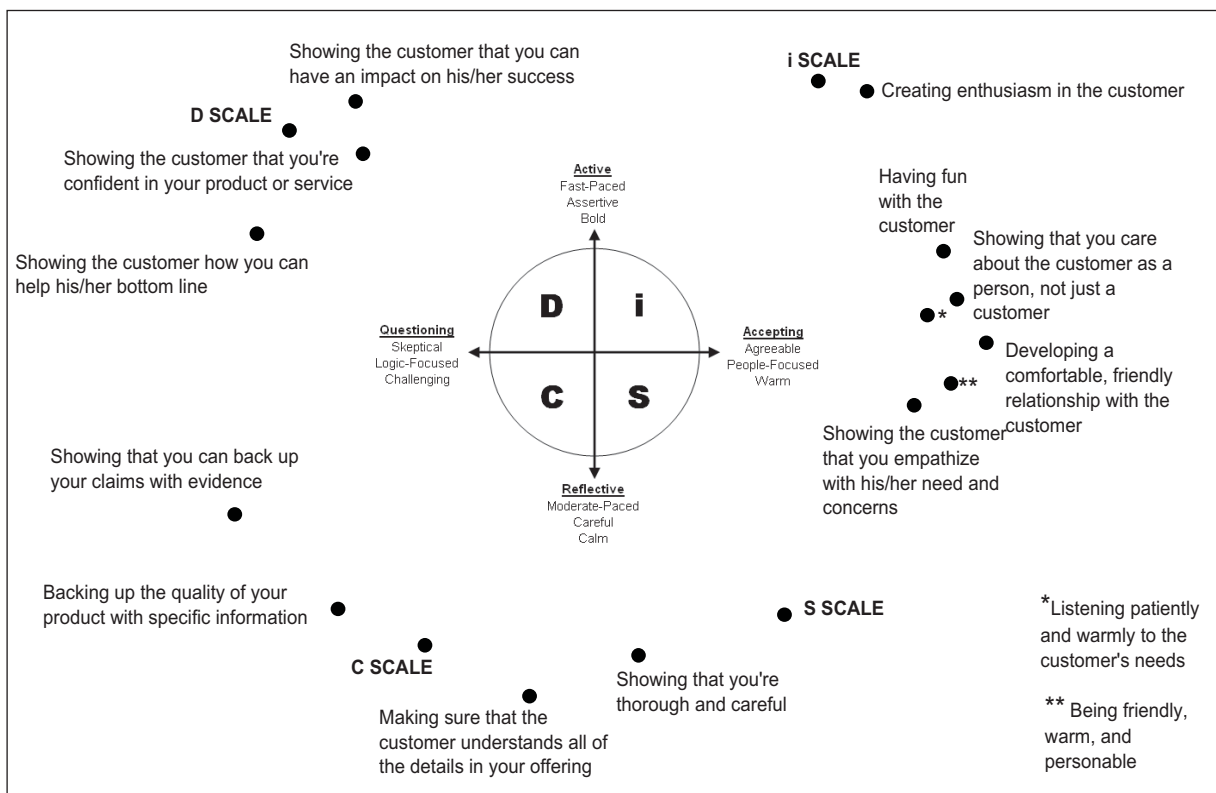 Showing the customer that you can
have an impact on his/her success
D SCALE
Showing the customer that you're
confident in your product or service
Showing the customer how you can
help his/her bottom line
i SCALE
Creating enthusiasm in the customer
Having fun
with the
customer
Showing that you care
about the customer as a
person, not just a
customer
*
Developing a
comfortable, friendly
relationship with the
customer
**
Showing the customer
that you empathize
with his/her need and
concerns
Active
Fast-Paced
Assertive
Bold
D
i
Questioning
Skeptical
Logic-Focused
Challenging
Accepting
Agreeable
People-Focused
Warm
C
S
Reflective
Moderate-Paced
Careful
Calm
Showing that you can back up
your claims with evidence
Backing up the quality of your
product with specific information
C SCALE
Making sure that the
customer understands all of
the details in your offering
Showing that you're
thorough and careful
S SCALE
*Listening patiently
and warmly to the
customer's needs
** Being friendly,
warm, and
personable